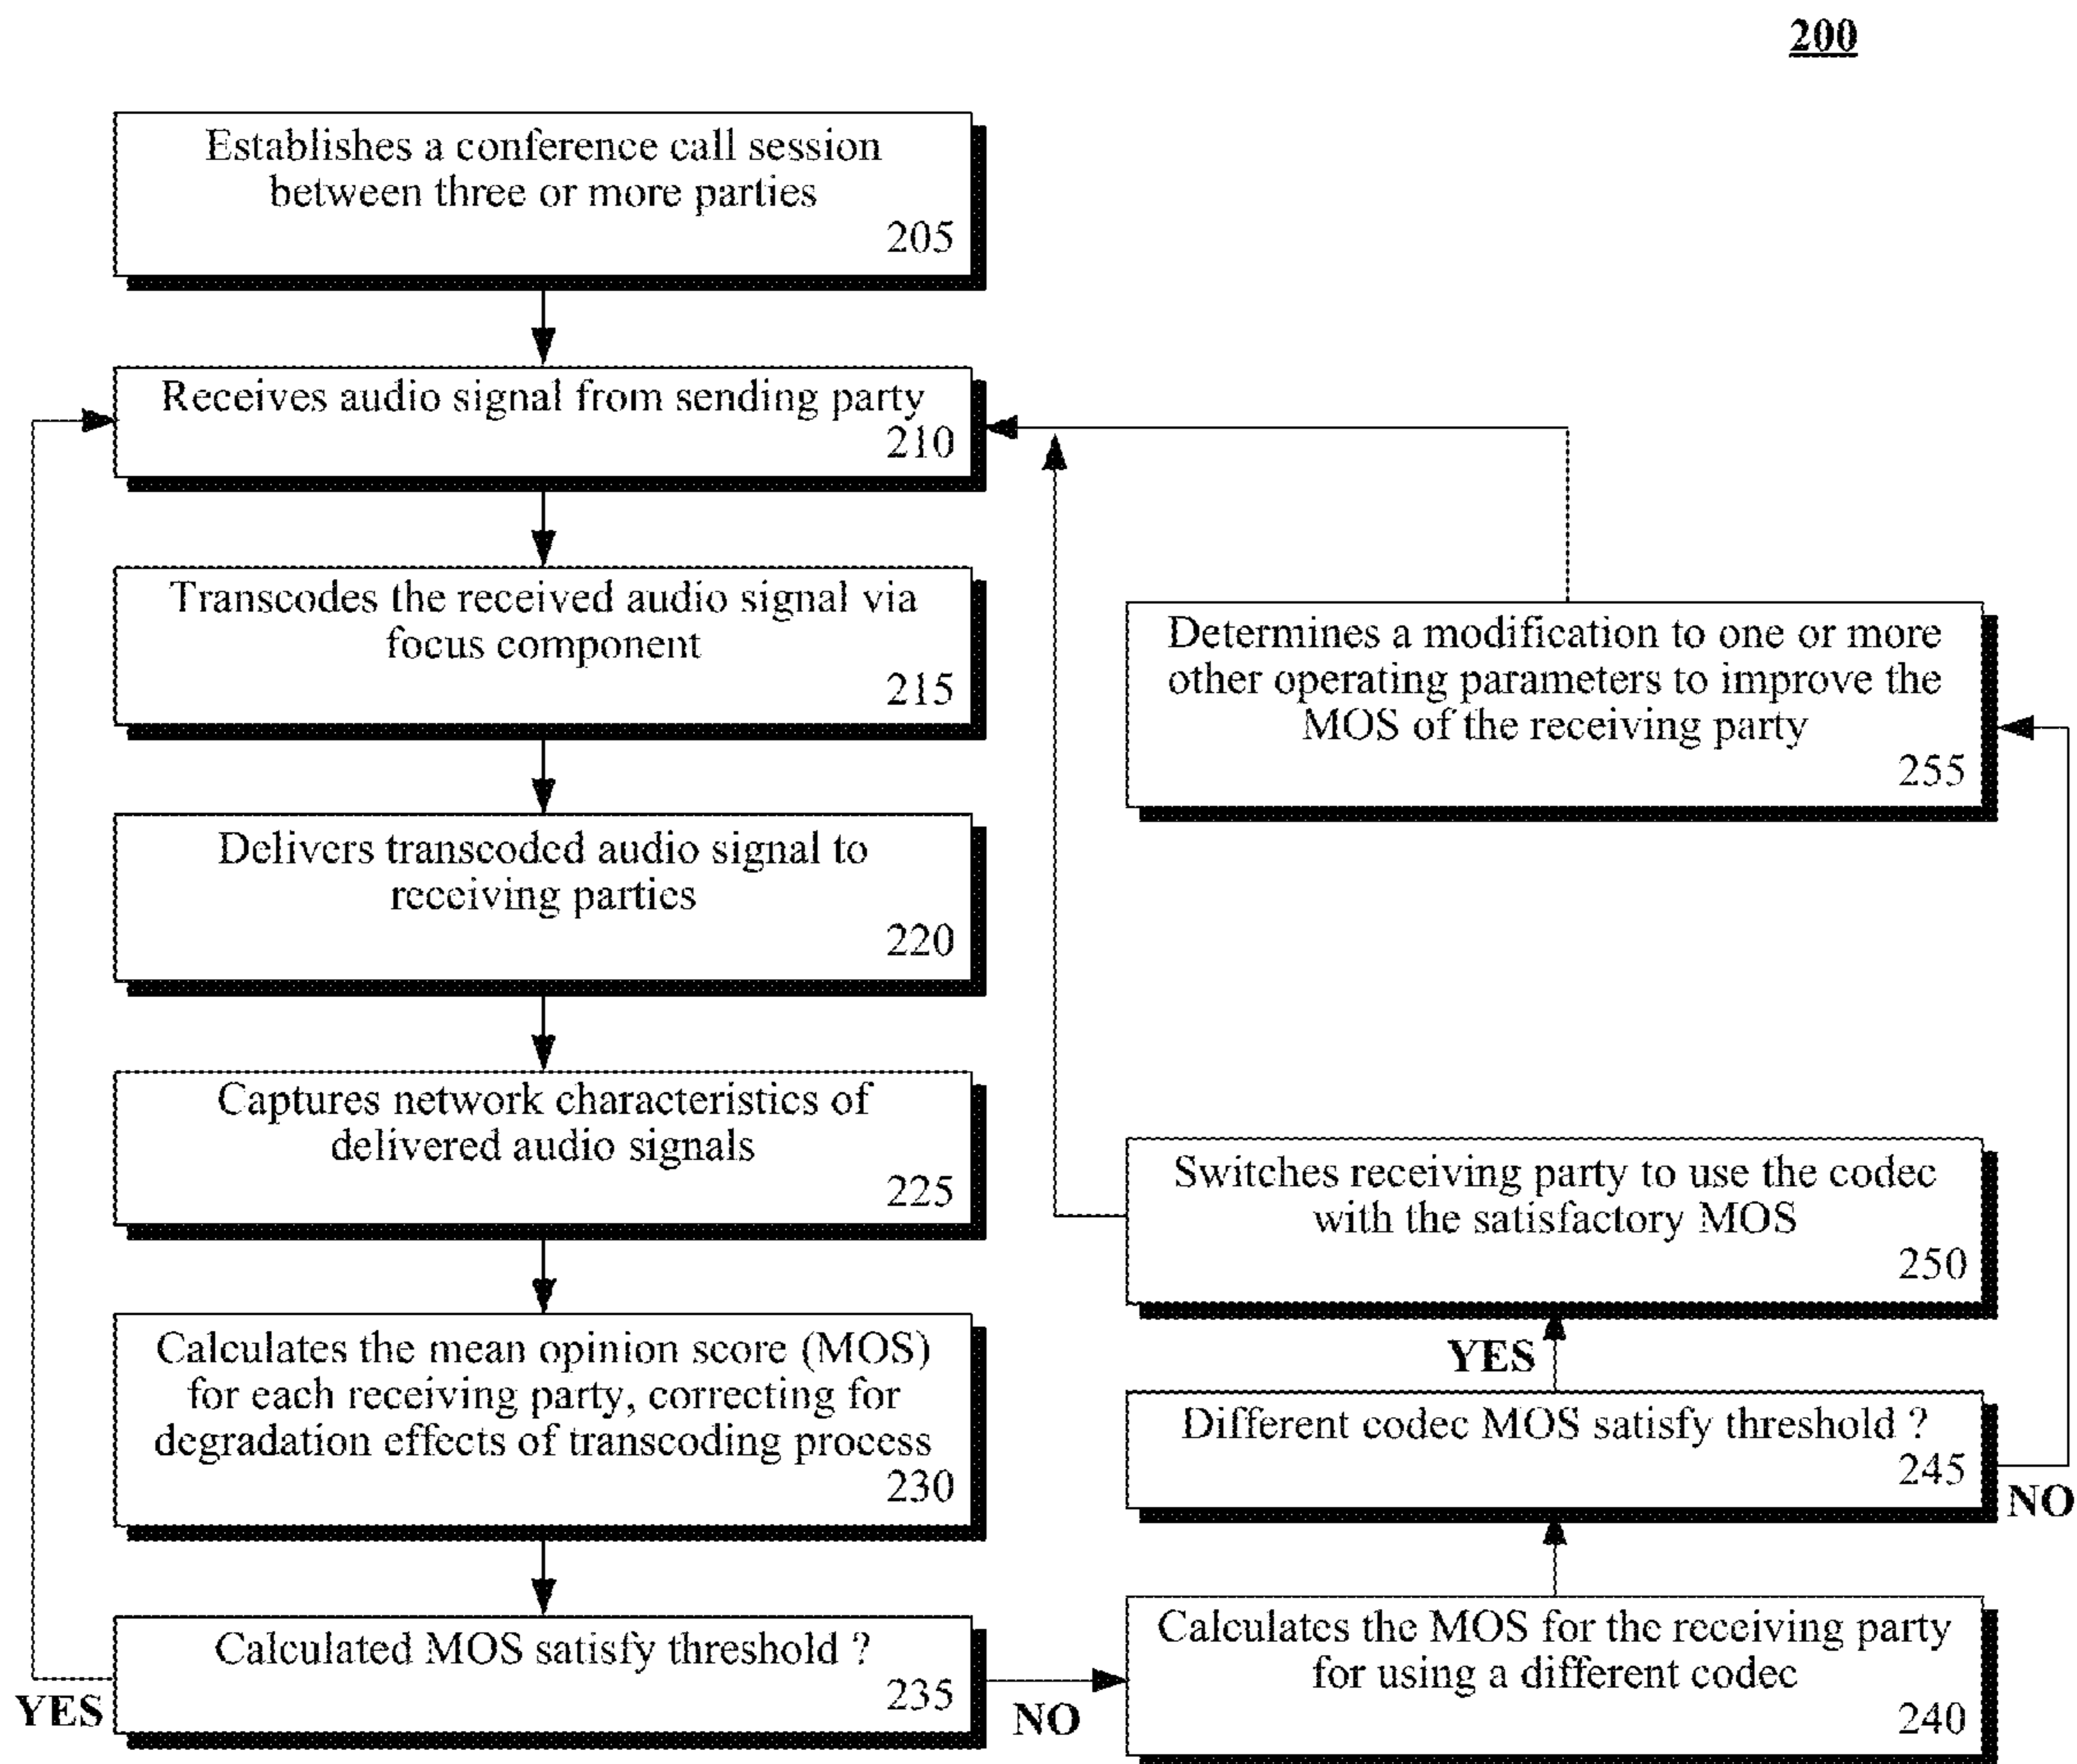 200
Establishes a conference call session
between three or more parties
205
Receives audio signal from sending party
210
Transcodes the received audio signal via
focus component
215
Delivers transcoded audio signal to
receiving parties
220
Captures network characteristics of
delivered audio signals
225
Calculates the mean opinion score (MOS)
for each receiving party, correcting for
degradation effects of transcoding process
230
Calculated MOS satisfy threshold ?
235
YES
NO
Calculates the MOS for the receiving party
for using a different codec
240
Different codec MOS satisfy threshold ?
245
YES
NO
Switches receiving party to use the codec
with the satisfactory MOS
250
Determines a modification to one or more
other operating parameters to improve the
MOS of the receiving party
255